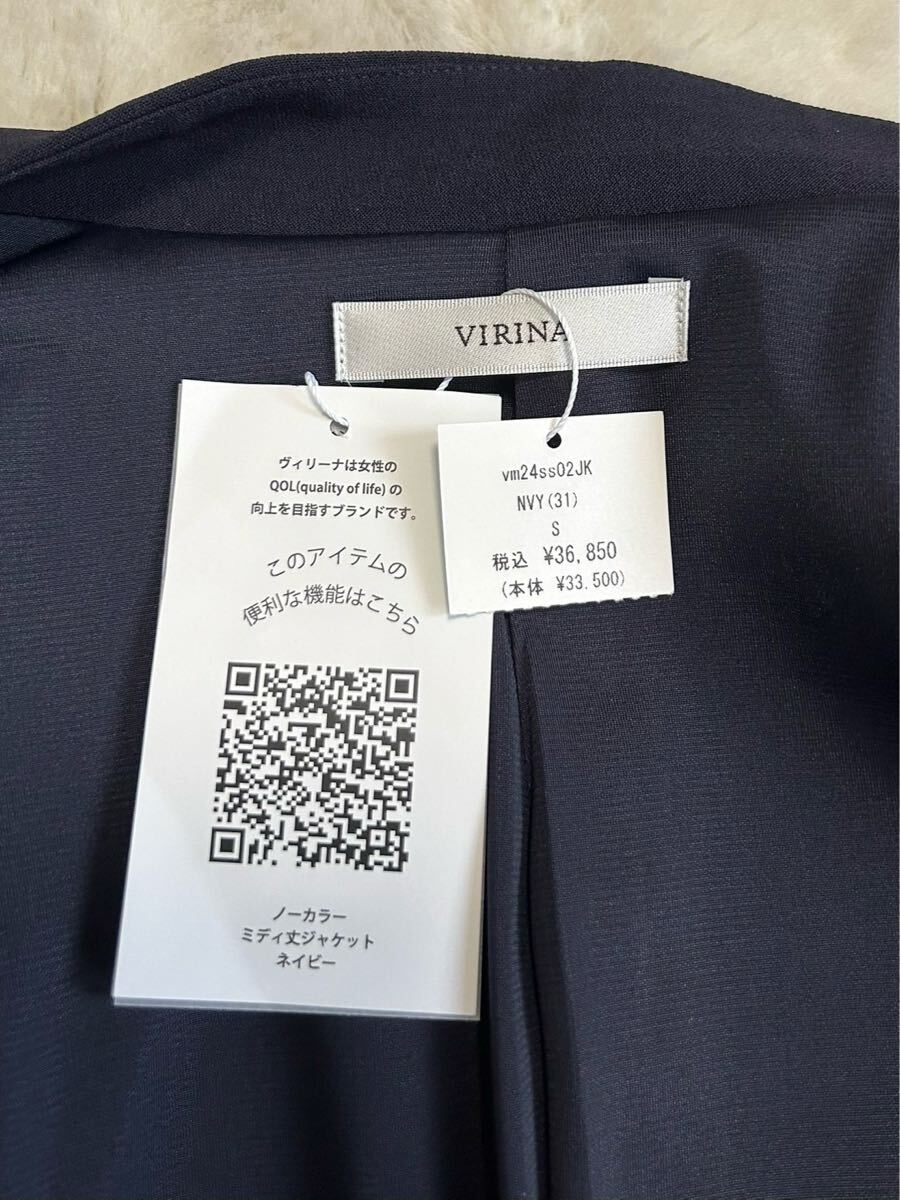 VIRINA
ヴィリーナは女性の
QOL(quality of life) の
向上を目指すブランドです。
このアイテムの
便利な機能はこちら
ノーカラー
ミディ丈ジャケット
ネイビー
vm24ss02JK
NVY(31)
S
税込 ¥36,850
(本体 ¥33,500)